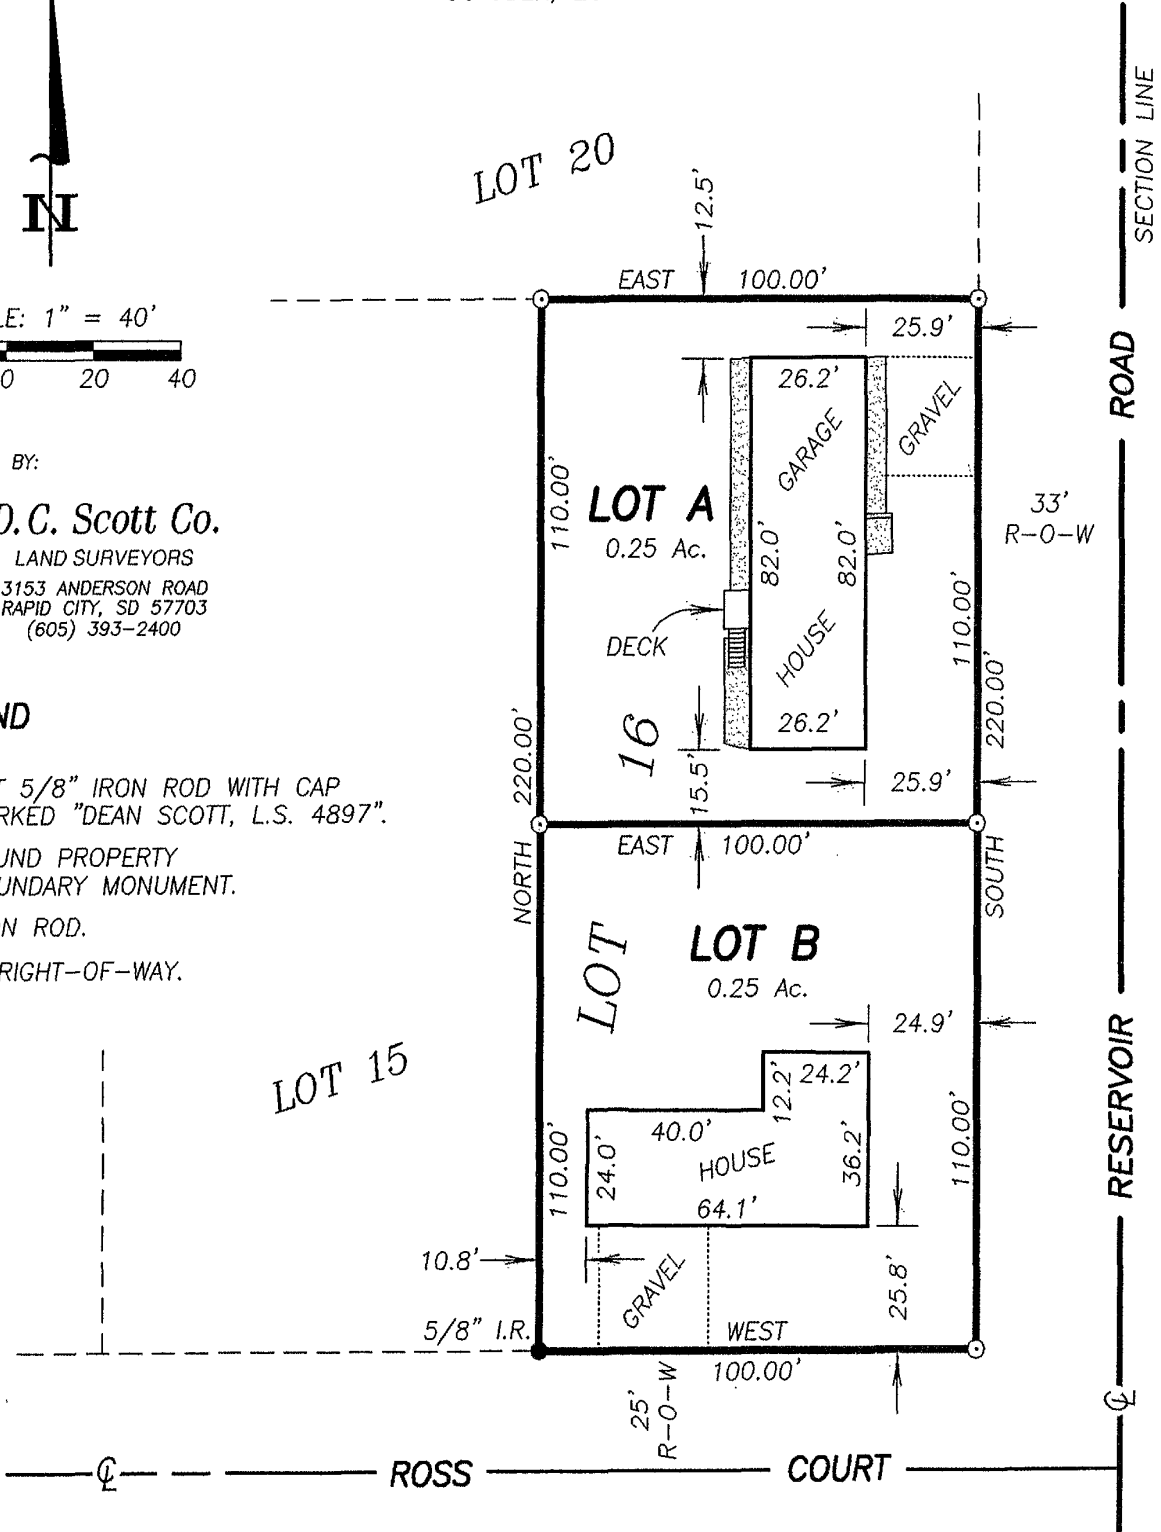 SECTION LINE
LOT 20
12.5'
N
EAST 100.00'
LE: 1" = 40'
25.9'
0 20 40
26.2'
GRAVEL
GARAGE
BY:
110.00'
LOT A
0.25 Ac.
33'
R-O-W
ROAD
D.C. Scott Co.
LAND SURVEYORS
3153 ANDERSON ROAD
RAPID CITY, SD 57703
(605) 393-2400
82.0'
82.0'
110.00'
DECK
HOUSE
220.00'
ND
16
26.2'
220.00'
15.5'
25.9'
T 5/8" IRON ROD WITH CAP
RKED "DEAN SCOTT, L.S. 4897".
UND PROPERTY
UNDARY MONUMENT.
N ROD.
RIGHT-OF-WAY.
EAST 100.00'
NORTH
SOUTH
LOT
LOT B
0.25 Ac.
24.9'
RESERVOIR
LOT 15
12.2'
24.2'
40.0'
HOUSE
110.00'
24.0'
36.2'
110.00'
64.1'
10.8'
GRAVEL
25.8'
5/8" I.R.
WEST
100.00'
25'
R-O-W
℄
℄
ROSS COURT